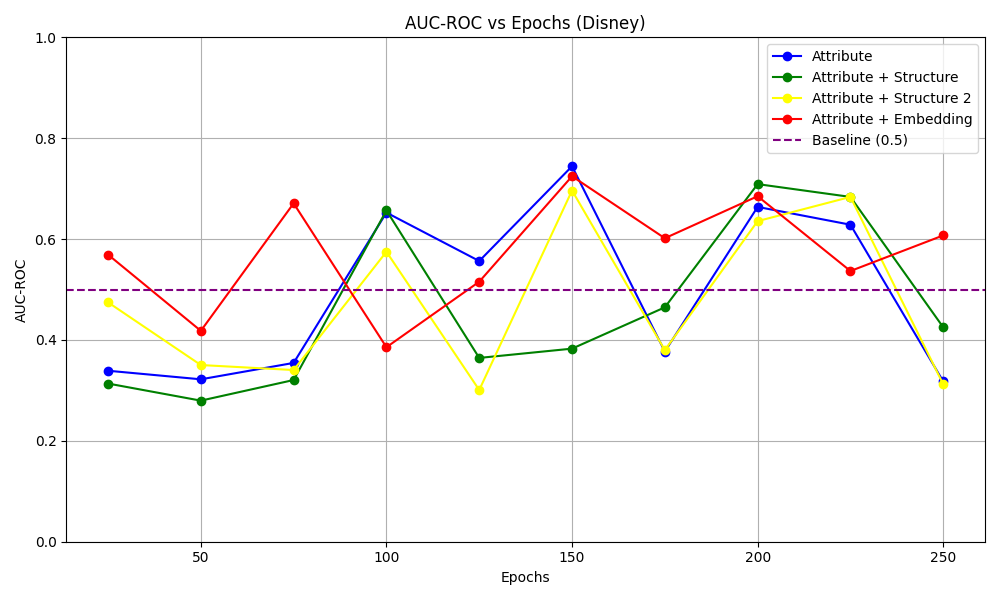 AUC-ROC vs Epochs (Disney)
1.0
0.8
0.6
0.4
0.2
0.0
AUC-ROC
Attribute
Attribute + Structure
Attribute + Structure 2
Attribute + Embedding
Baseline (0.5)
50 100 150 200 250
Epochs